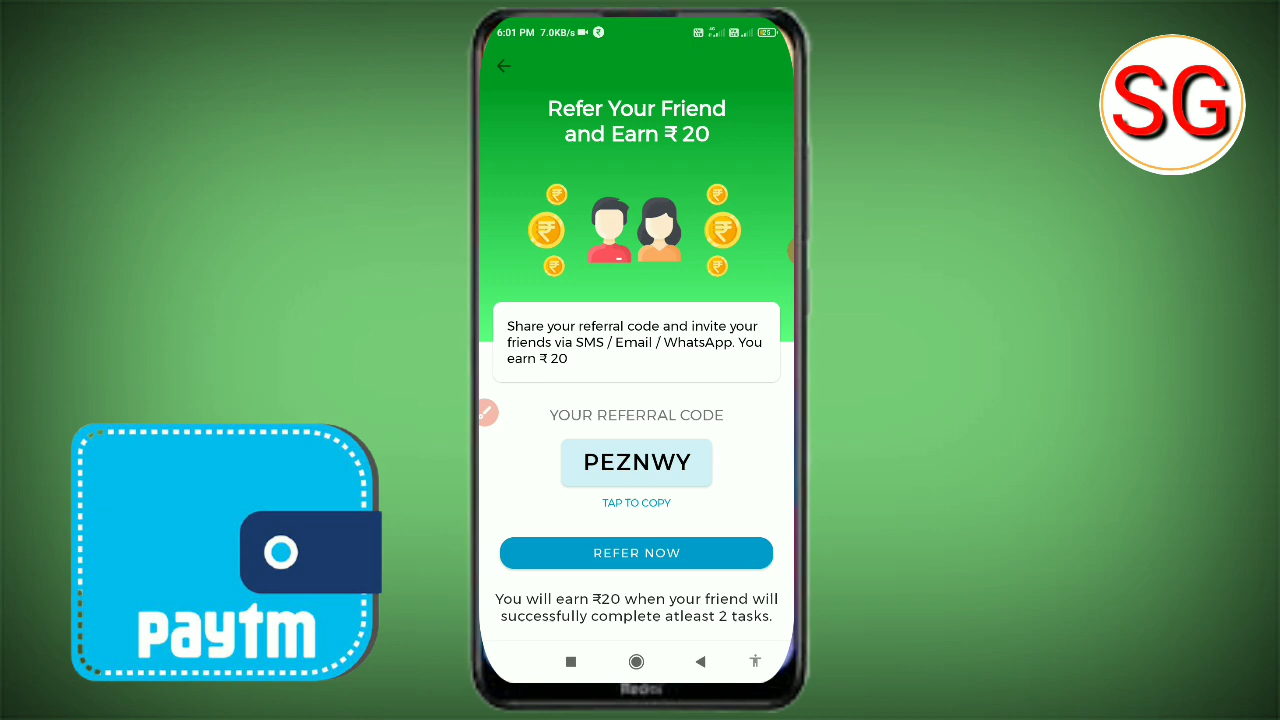 6:01 PM 7.0KB/s
25
Refer Your Friend
and Earn ₹ 20
Share your referral code and invite your
friends via SMS / Email / WhatsApp. You
earn ₹ 20
YOUR REFERRAL CODE
PEZNWY
TAP TO COPY
REFER NOW
You will earn ₹20 when your friend will
successfully complete atleast 2 tasks.
SG
paytm